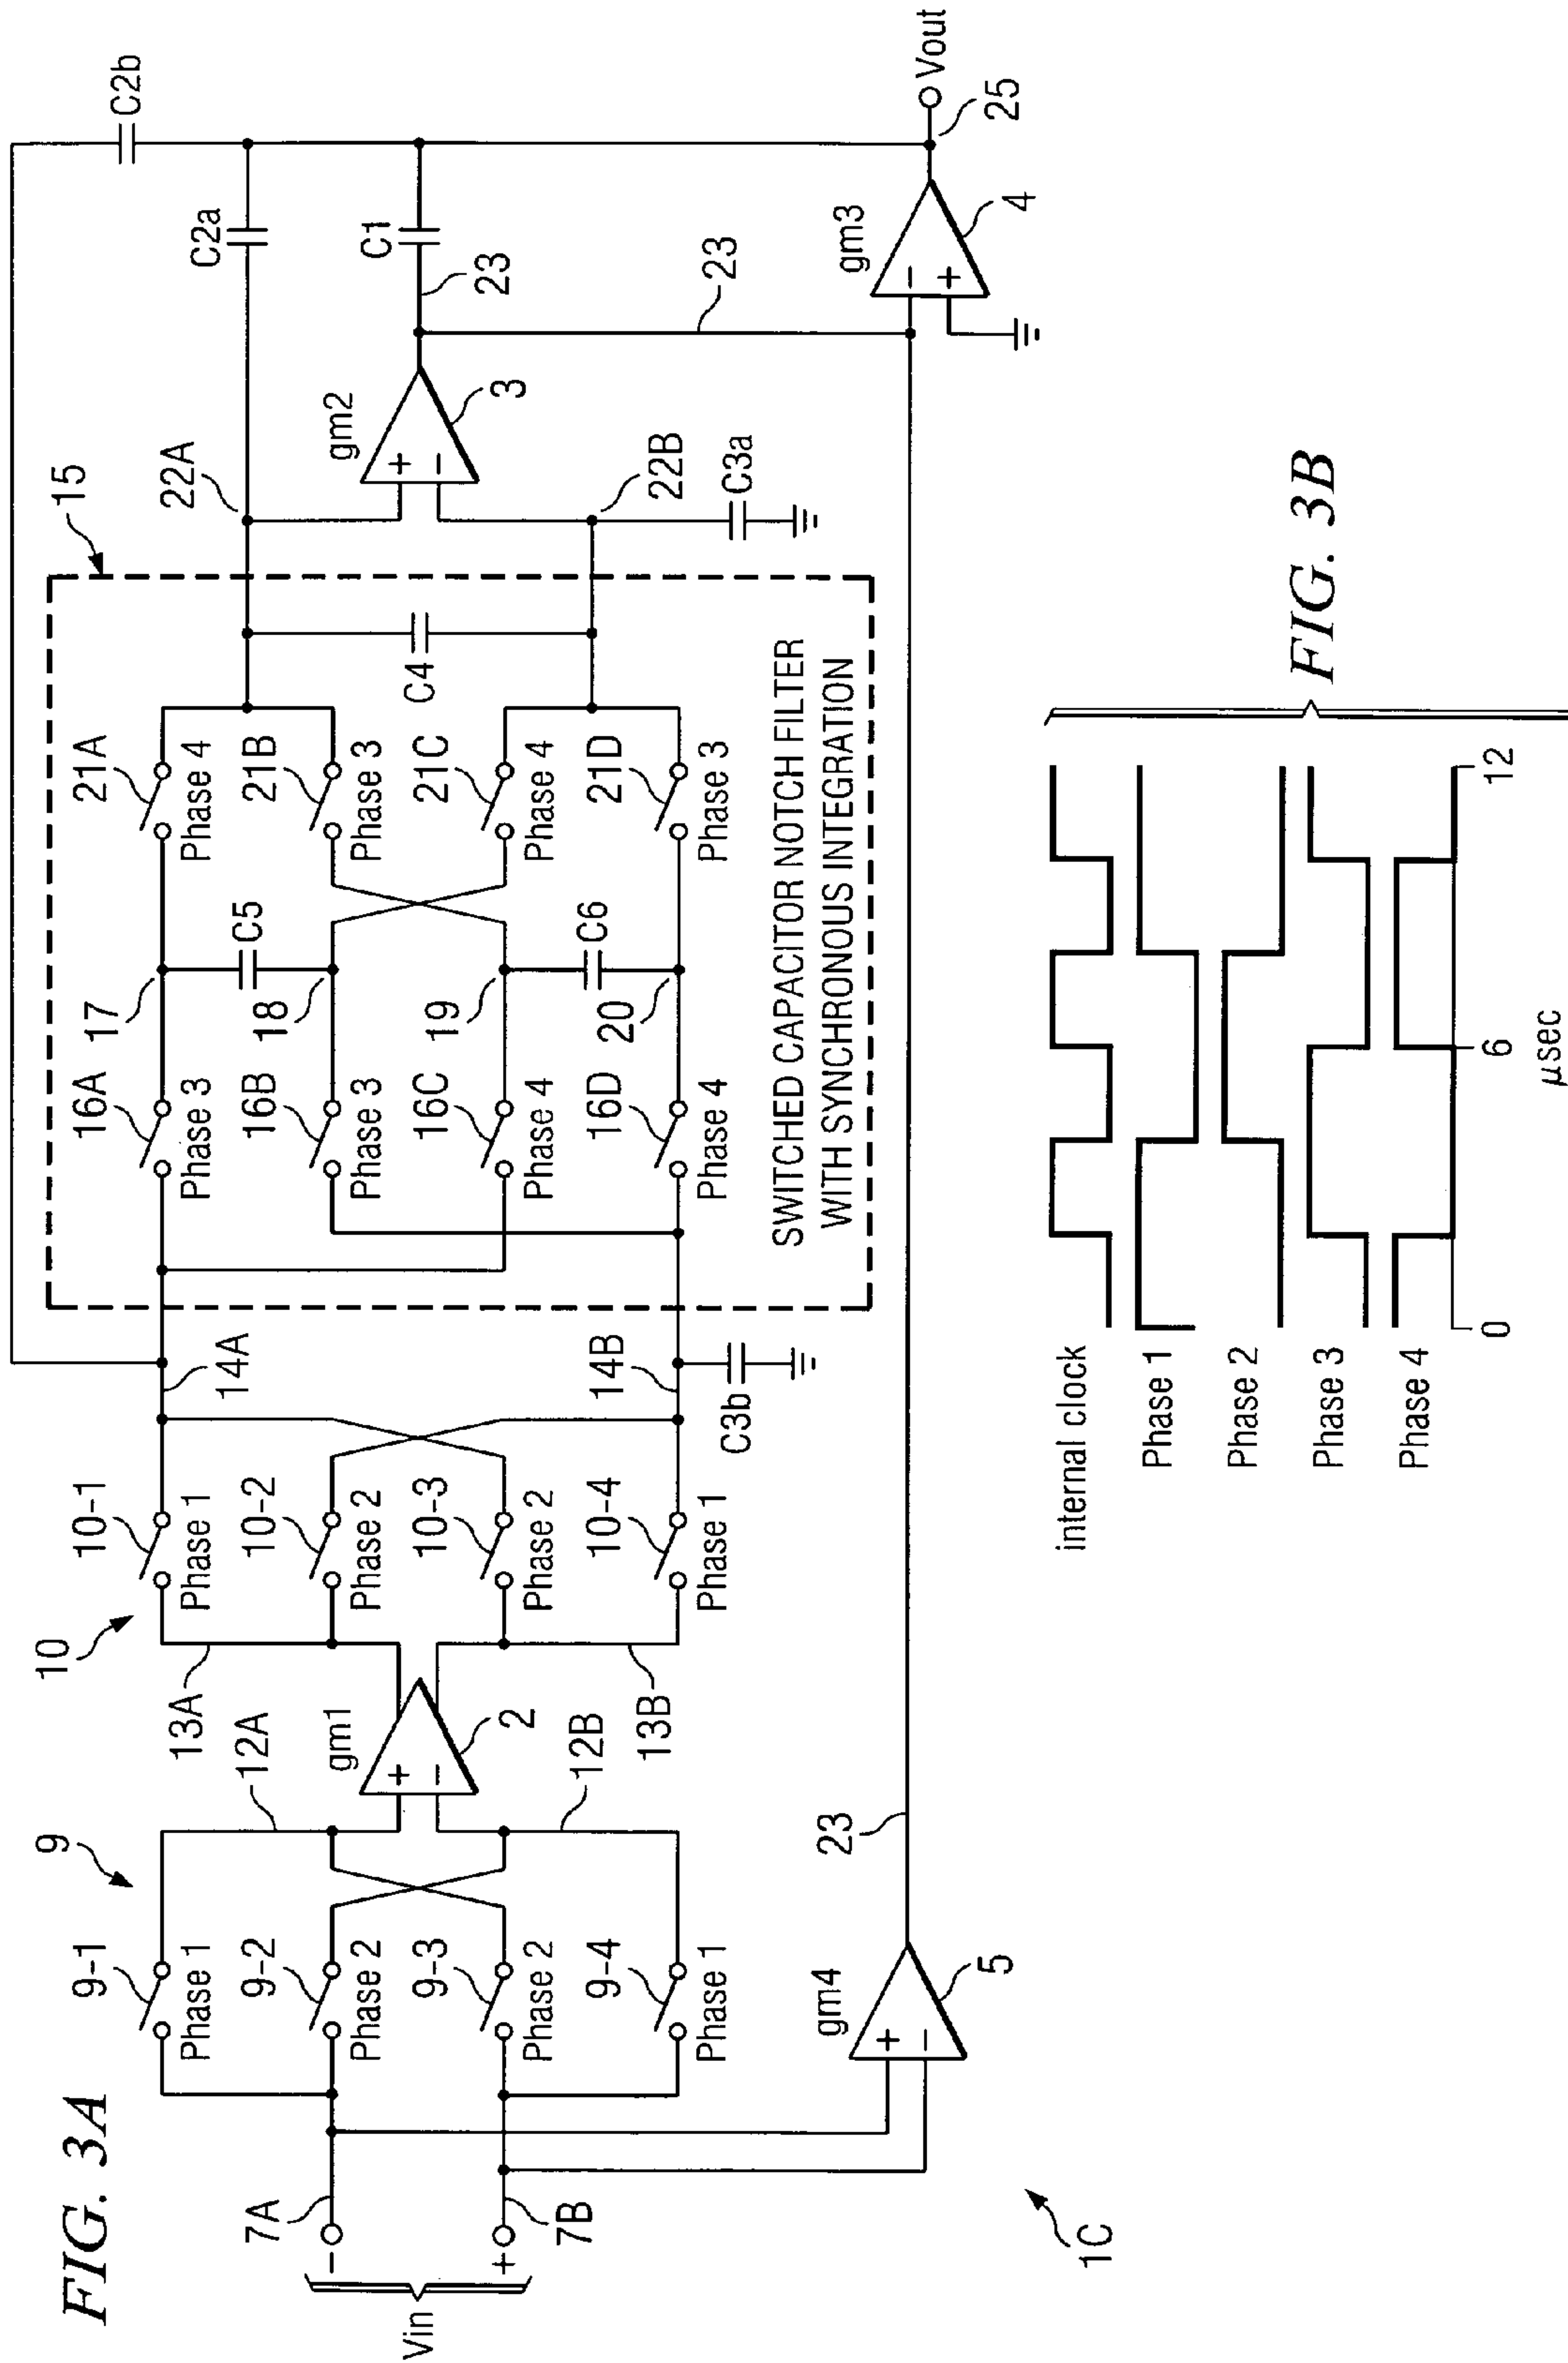 FIG. 3A
Vin
-
+
7A
7B
9
9-1
Phase 1
9-2
Phase 2
9-3
Phase 2
9-4
Phase 1
12A
12B
gm1
+
-
2
13A
13B
10
10-1
Phase 1
10-2
Phase 2
10-3
Phase 2
10-4
Phase 1
14A
14B
C3b
15
16A
Phase 3
16B
Phase 3
16C
Phase 4
16D
Phase 4
17
C5
18
19
C6
20
21A
Phase 4
21B
Phase 3
21C
Phase 4
21D
Phase 3
C4
SWITCHED CAPACITOR NOTCH FILTER
WITH SYNCHRONOUS INTEGRATION
22A
22B
C3a
gm2
+
-
3
C2a
C2b
C1
23
23
gm3
-
+
4
Vout
25
gm4
+
-
5
23
1C
internal clock
Phase 1
Phase 2
Phase 3
Phase 4
0
6
12
μsec
FIG. 3B